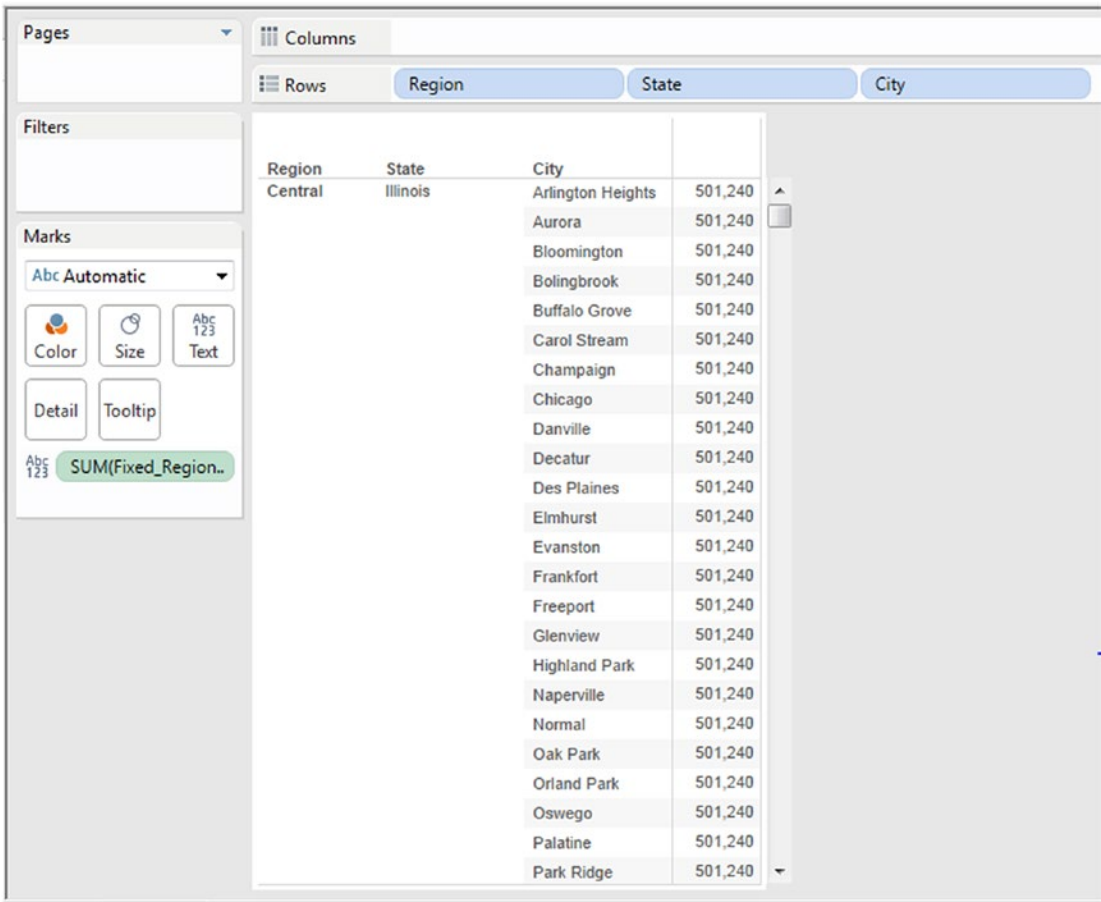 Pages
Columns
Rows Region State City
Filters
Marks
Abc Automatic
Color
Size
Abc
123
Text
Detail
Tooltip
Abc
123
SUM(Fixed_Region..
Region State City
Central Illinois Arlington Heights 501,240
Aurora 501,240
Bloomington 501,240
Bolingbrook 501,240
Buffalo Grove 501,240
Carol Stream 501,240
Champaign 501,240
Chicago 501,240
Danville 501,240
Decatur 501,240
Des Plaines 501,240
Elmhurst 501,240
Evanston 501,240
Frankfort 501,240
Freeport 501,240
Glenview 501,240
Highland Park 501,240
Naperville 501,240
Normal 501,240
Oak Park 501,240
Orland Park 501,240
Oswego 501,240
Palatine 501,240
Park Ridge 501,240